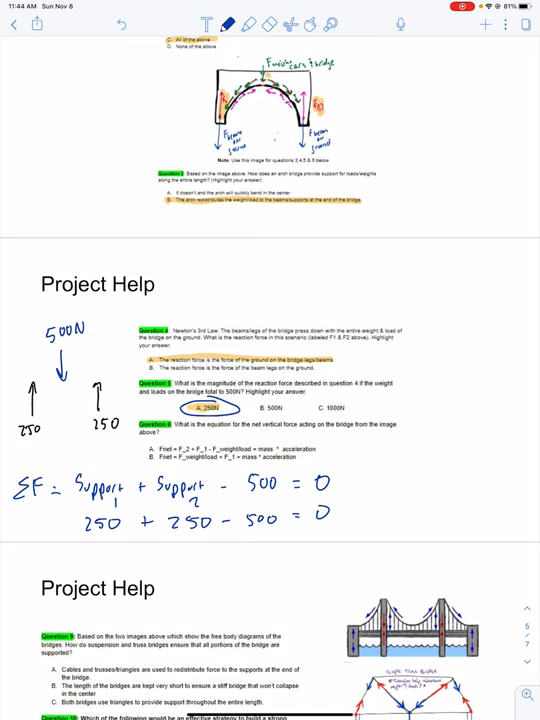 11:44 AM Sun Nov 8
81%
C. All of the above
D. None of the above
Fweight cars + bridge
F beam on ground
F beam on ground
Note: Use this image for questions 3,4,5 & 6 below
Question 3 Based on the image above. How does an arch bridge provide support for loads/weights
along the entire length? (Highlight your answer)
A. It doesn't and the arch will quickly bend in the center
B. The arch redistributes the weight/load to the beams/supports at the end of the bridge.
Project Help
500N
250
250
Question 4 Newton's 3rd Law. The beams/legs of the bridge press down with the entire weight & load of
the bridge on the ground. What is the reaction force in this scenario (labeled F1 & F2 above). Highlight
your answer.
A. The reaction force is the force of the ground on the bridge legs/beams
B. The reaction force is the force of the beam legs on the ground.
Question 5 What is the magnitude of the reaction force described in question 4 if the weight
and loads on the bridge total to 500N? Highlight your answer.
A. 250N B. 500N C. 1000N
Question 6 What is the equation for the net vertical force acting on the bridge from the image
above?
A. Fnet = F_2 + F_1 - F_weight/load = mass * acceleration
B. Fnet = F_weight/load + F_1 = mass * acceleration
ΣF = Support 1 + Support 2 - 500 = 0
250 + 250 - 500 = 0
5
7
Project Help
Question 9: Based on the two images above which show the free body diagrams of the
bridges. How do suspension and truss bridges ensure that all portions of the bridge are
supported?
A. Cables and trusses/triangles are used to redistribute force to the supports at the end of
the bridge.
B. The length of the bridges are kept very short to ensure a stiff bridge that won't collapse
in the center
C. Both bridges use triangles to provide support throughout the entire length.
Question 10: Which of the following would be an effective strategy to build a strong
Simple Truss Bridge